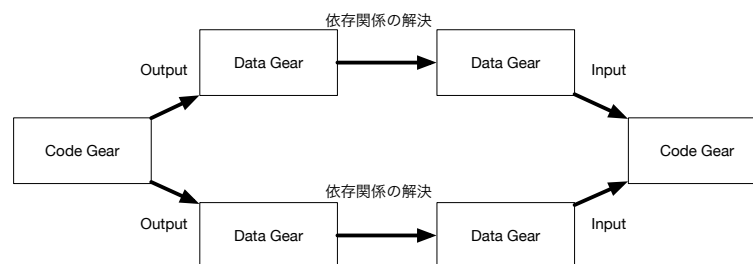 依存関係の解決
Output
Data Gear
Data Gear
Input
Code Gear
Code Gear
依存関係の解決
Output
Data Gear
Data Gear
Input